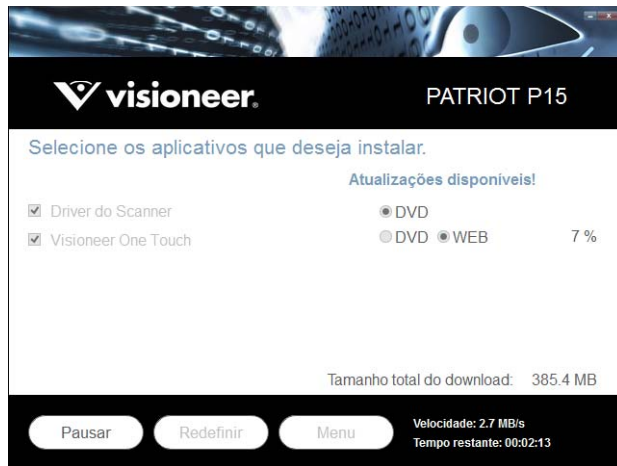 visioneer®
PATRIOT P15
Selecione os aplicativos que deseja instalar.
Atualizações disponíveis!
Driver do Scanner DVD
Visioneer One Touch DVD WEB 7 %
Tamanho total do download: 385.4 MB
Pausar Redefinir Menu
Velocidade: 2.7 MB/s
Tempo restante: 00:02:13